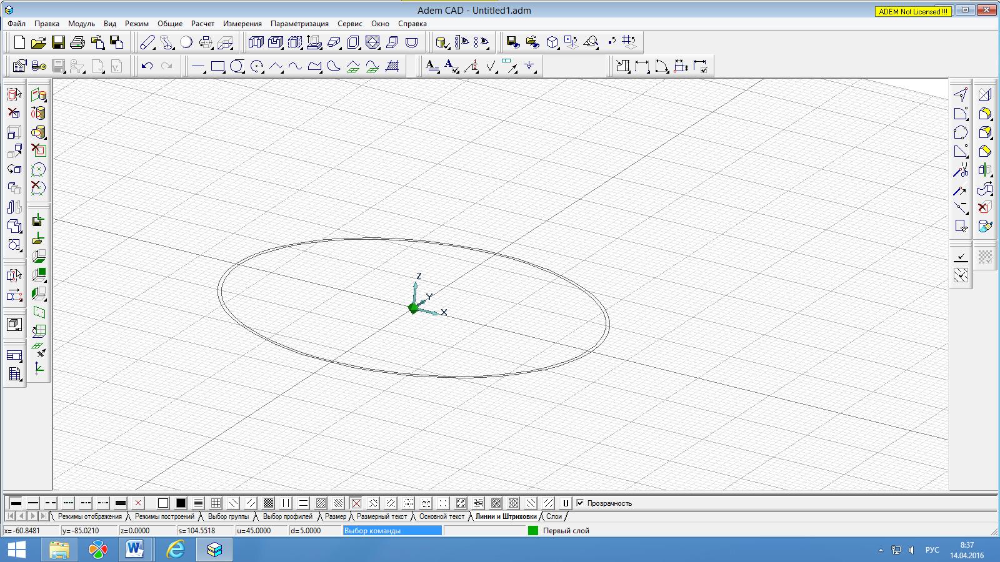 Adem CAD - Untitled1.adm
ADEM Not Licensed !!!
Файл Правка Модуль Вид Режим Общие Расчет Измерения Параметризация Сервис Окно Справка
Z
Y
X
U Прозрачность
Режимы отображения Режимы построений Выбор группы Выбор профилей Размер Размерный текст Основной текст Линии и Штриховки Слои
x=-60.8481 y=-85.0210 z=0.0000 s=104.5518 u=45.0000 d=5.0000 Выбор команды Первый слой
РУС
8:37
14.04.2016